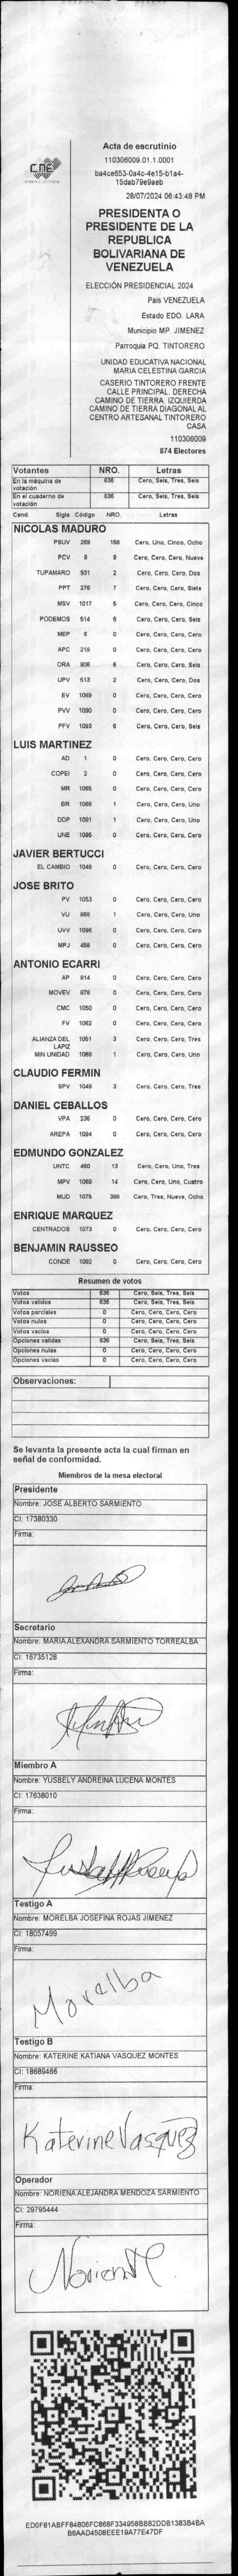 CNE
Acta de escrutinio
110306009.01.1.0001
ba4ce653-0a4c-4e15-b1a4-
15dab79e9aeb
28/07/2024 06:43:48 PM
PRESIDENTA O
PRESIDENTE DE LA
REPUBLICA
BOLIVARIANA DE
VENEZUELA
ELECCIÓN PRESIDENCIAL 2024
Pais VENEZUELA
Estado EDO. LARA
Municipio MP. JIMENEZ
Parroquia PQ. TINTORERO
UNIDAD EDUCATIVA NACIONAL
MARIA CELESTINA GARCIA
CASERIO TINTORERO FRENTE
CALLE PRINCIPAL. DERECHA
CAMINO DE TIERRA. IZQUIERDA
CAMINO DE TIERRA DIAGONAL AL
CENTRO ARTESANAL TINTORERO
CASA
110306009
874 Electores
Votantes NRO. Letras
En la máquina de votación 636 Cero, Seis, Tres, Seis
En el cuaderno de votación 636 Cero, Seis, Tres, Seis
Cand. Sigla Código NRO. Letras
NICOLAS MADURO
PSUV 269 158 Cero, Uno, Cinco, Ocho
PCV 9 9 Cero, Cero, Cero, Nueve
TUPAMARO 931 2 Cero, Cero, Cero, Dos
PPT 276 7 Cero, Cero, Cero, Siete
MSV 1017 5 Cero, Cero, Cero, Cinco
PODEMOS 514 6 Cero, Cero, Cero, Seis
MEP 6 0 Cero, Cero, Cero, Cero
APC 219 0 Cero, Cero, Cero, Cero
ORA 906 6 Cero, Cero, Cero, Seis
UPV 513 2 Cero, Cero, Cero, Dos
EV 1089 0 Cero, Cero, Cero, Cero
PVV 1090 0 Cero, Cero, Cero, Cero
PFV 1093 6 Cero, Cero, Cero, Seis
LUIS MARTINEZ
AD 1 0 Cero, Cero, Cero, Cero
COPEI 2 0 Cero, Cero, Cero, Cero
MR 1065 0 Cero, Cero, Cero, Cero
BR 1066 1 Cero, Cero, Cero, Uno
DDP 1091 1 Cero, Cero, Cero, Uno
UNE 1095 0 Cero, Cero, Cero, Cero
JAVIER BERTUCCI
EL CAMBIO 1048 0 Cero, Cero, Cero, Cero
JOSE BRITO
PV 1053 0 Cero, Cero, Cero, Cero
VU 968 1 Cero, Cero, Cero, Uno
UVV 1096 0 Cero, Cero, Cero, Cero
MPJ 458 0 Cero, Cero, Cero, Cero
ANTONIO ECARRI
AP 814 0 Cero, Cero, Cero, Cero
MOVEV 878 0 Cero, Cero, Cero, Cero
CMC 1050 0 Cero, Cero, Cero, Cero
FV 1062 0 Cero, Cero, Cero, Cero
ALIANZA DEL LÁPIZ 1051 3 Cero, Cero, Cero, Tres
MIN UNIDAD 1088 1 Cero, Cero, Cero, Uno
CLAUDIO FERMIN
SPV 1049 3 Cero, Cero, Cero, Tres
DANIEL CEBALLOS
VPA 236 0 Cero, Cero, Cero, Cero
AREPA 1094 0 Cero, Cero, Cero, Cero
EDMUNDO GONZALEZ
UNTC 460 13 Cero, Cero, Uno, Tres
MPV 1069 14 Cero, Cero, Uno, Cuatro
MUD 1075 398 Cero, Tres, Nueve, Ocho
ENRIQUE MARQUEZ
CENTRADOS 1073 0 Cero, Cero, Cero, Cero
BENJAMIN RAUSSEO
CONDE 1092 0 Cero, Cero, Cero, Cero
Resumen de votos
Votos 636 Cero, Seis, Tres, Seis
Votos validos 636 Cero, Seis, Tres, Seis
Votos parciales 0 Cero, Cero, Cero, Cero
Votos nulos 0 Cero, Cero, Cero, Cero
Votos vacios 0 Cero, Cero, Cero, Cero
Opciones validas 636 Cero, Seis, Tres, Seis
Opciones nulas 0 Cero, Cero, Cero, Cero
Opciones vacias 0 Cero, Cero, Cero, Cero
Observaciones:
Se levanta la presente acta la cual firman en
señal de conformidad.
Miembros de la mesa electoral
Presidente
Nombre: JOSE ALBERTO SARMIENTO
CI: 17380330
Firma:
Secretario
Nombre: MARIA ALEXANDRA SARMIENTO TORREALBA
CI: 16735128
Firma:
Miembro A
Nombre: YUSBELY ANDREINA LUCENA MONTES
CI: 17638010
Firma:
Testigo A
Nombre: MORELBA JOSEFINA ROJAS JIMENEZ
CI: 18057499
Firma:
Moralba
Testigo B
Nombre: KATERINE KATIANA VASQUEZ MONTES
CI: 18689466
Firma:
Katerine Vasquez
Operador
Nombre: NORIENA ALEJANDRA MENDOZA SARMIENTO
CI: 29795444
Firma:
ED0F81ABFF84806FC868F334958BB82DDB1383B4BA
B6AAD4508EEE19A77E47DF